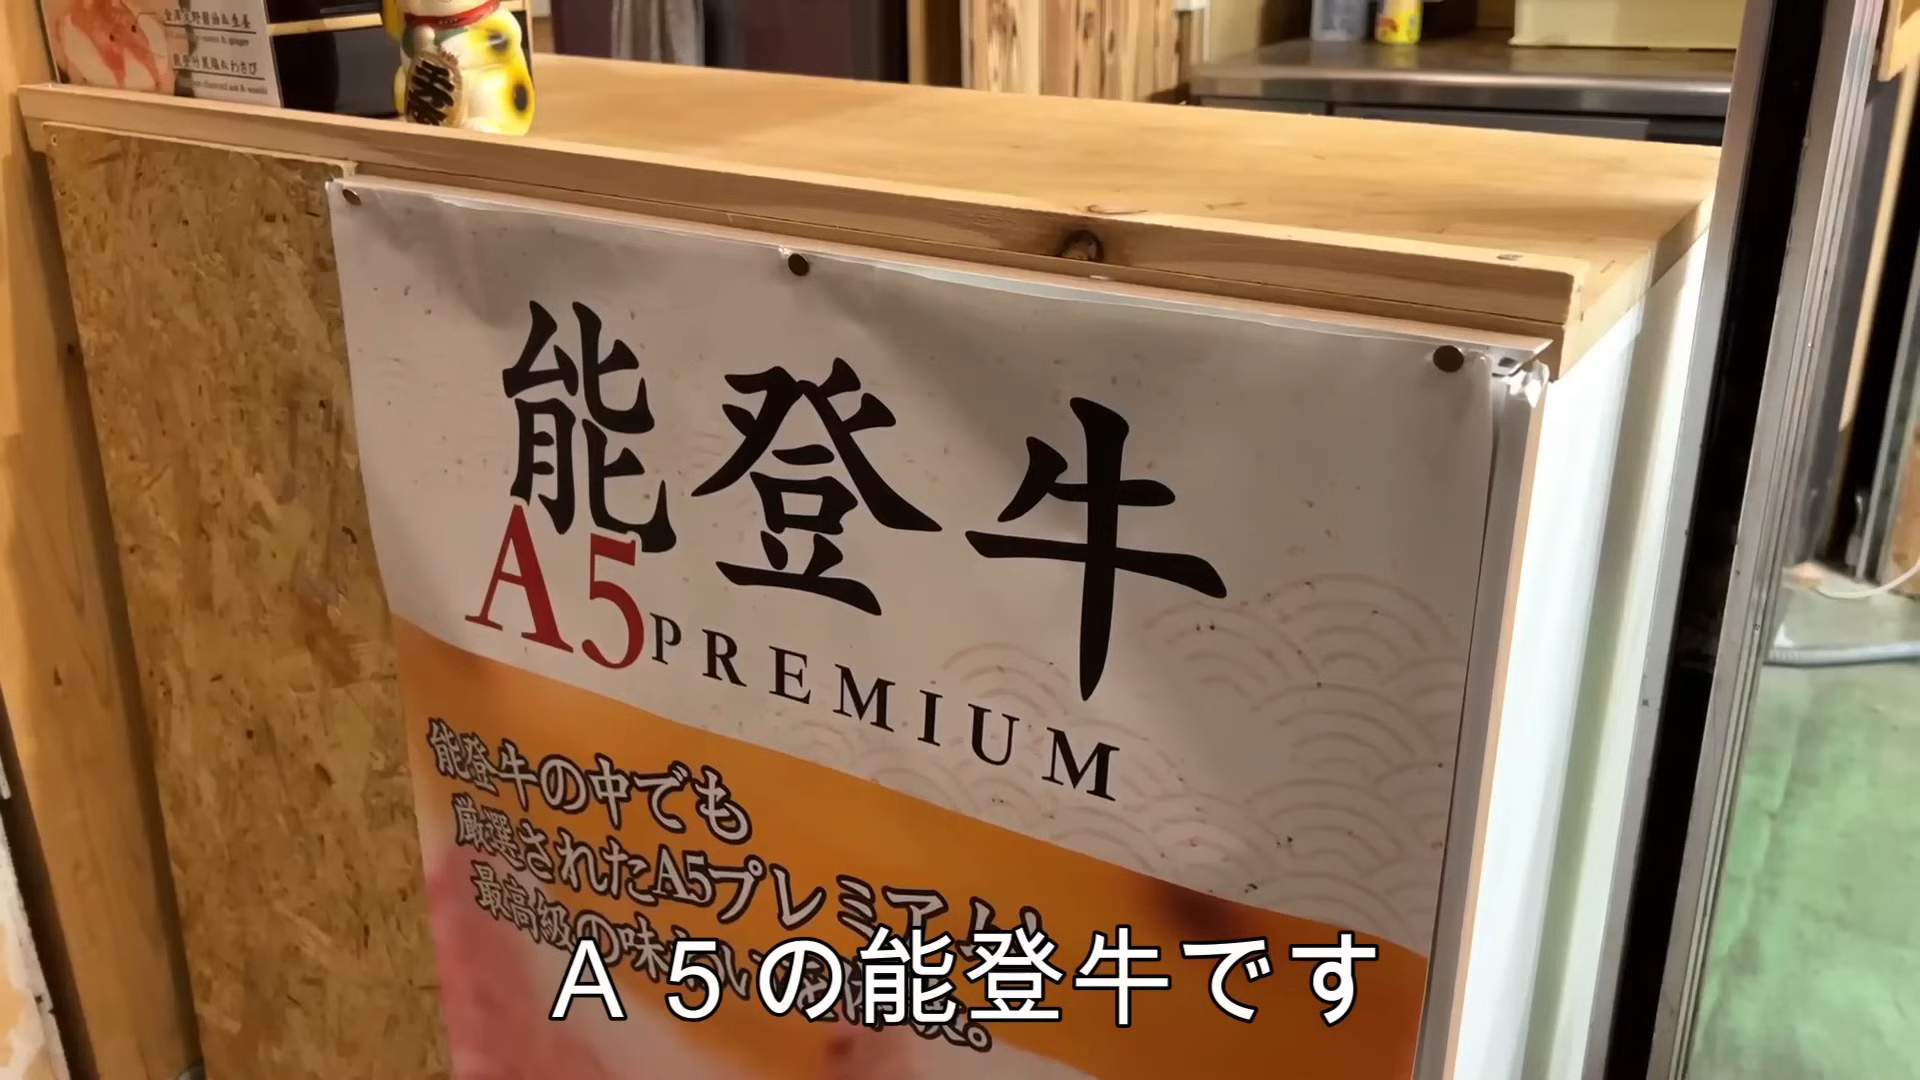 能登牛
A5 PREMIUM
能登牛の中でも
厳選されたA5プレミアム
最高級の味
A5の能登牛です